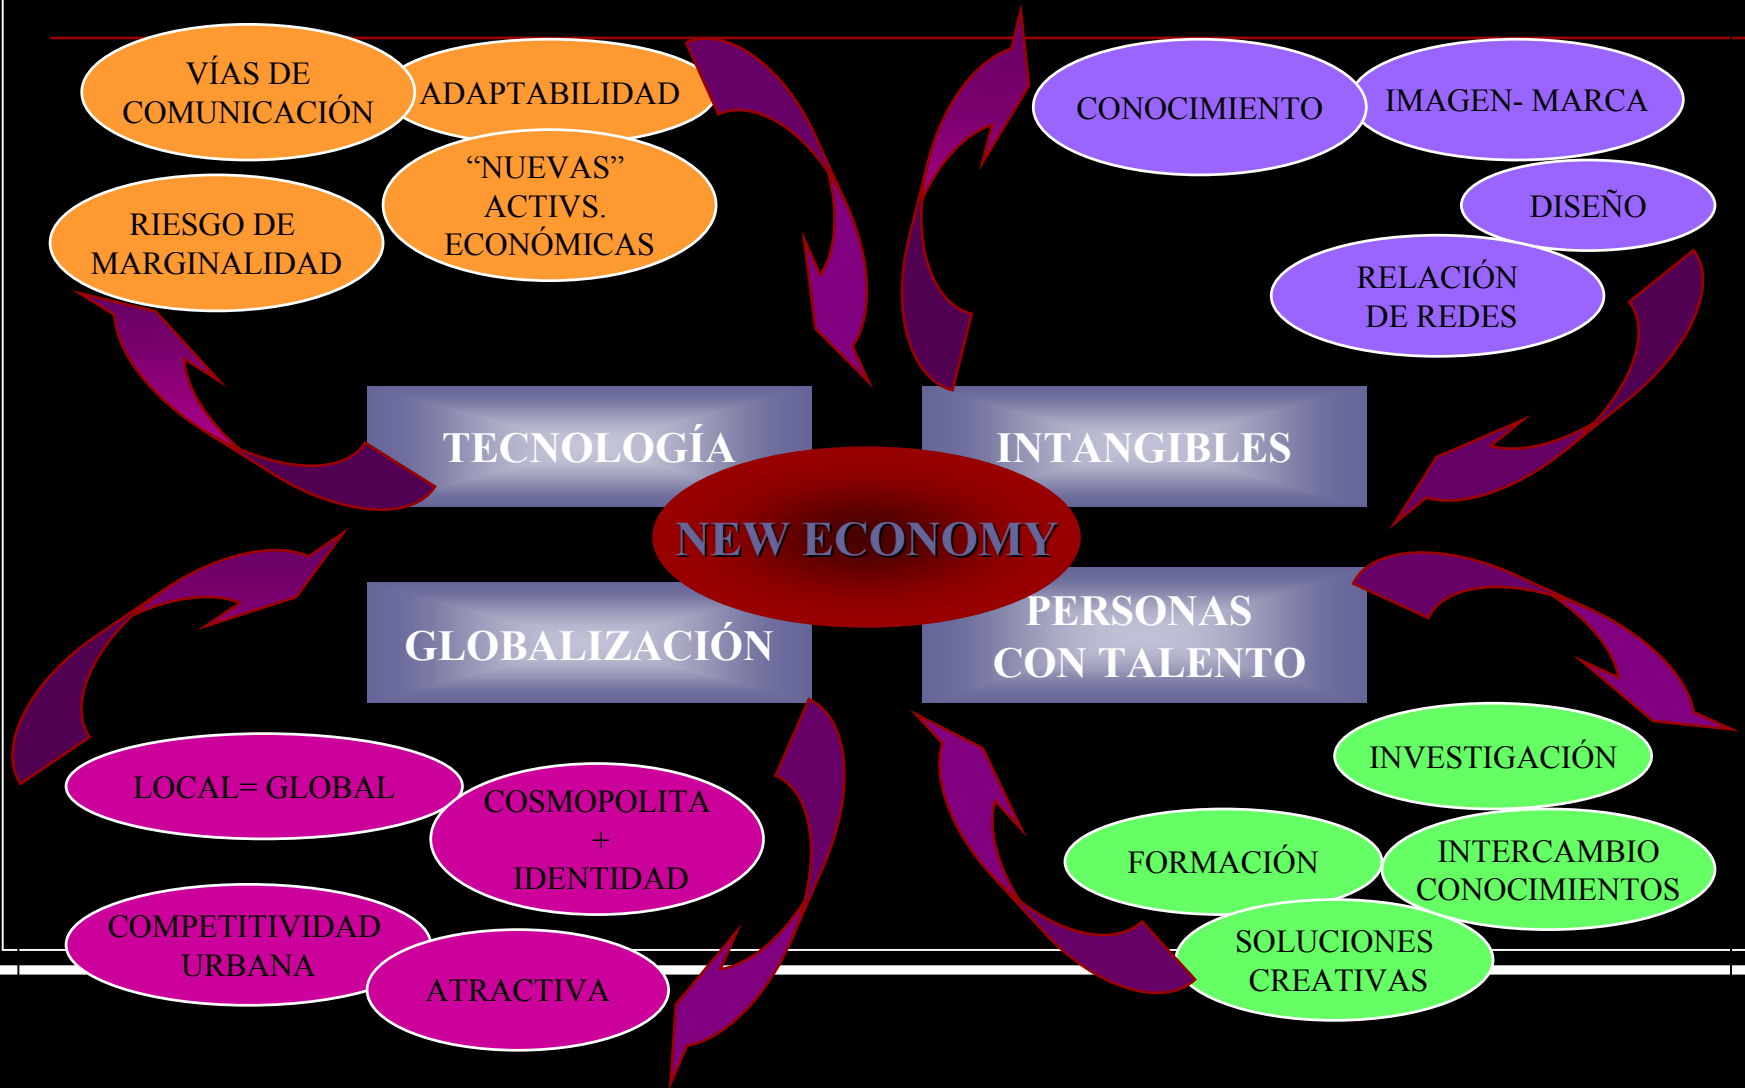 VÍAS DE
COMUNICACIÓN
ADAPTABILIDAD
“NUEVAS”
ACTIVS.
ECONÓMICAS
RIESGO DE
MARGINALIDAD
CONOCIMIENTO
IMAGEN- MARCA
DISEÑO
RELACIÓN
DE REDES
TECNOLOGÍA
INTANGIBLES
NEW ECONOMY
GLOBALIZACIÓN
PERSONAS
CON TALENTO
LOCAL= GLOBAL
COSMOPOLITA
+
IDENTIDAD
COMPETITIVIDAD
URBANA
ATRACTIVA
INVESTIGACIÓN
FORMACIÓN
INTERCAMBIO
CONOCIMIENTOS
SOLUCIONES
CREATIVAS